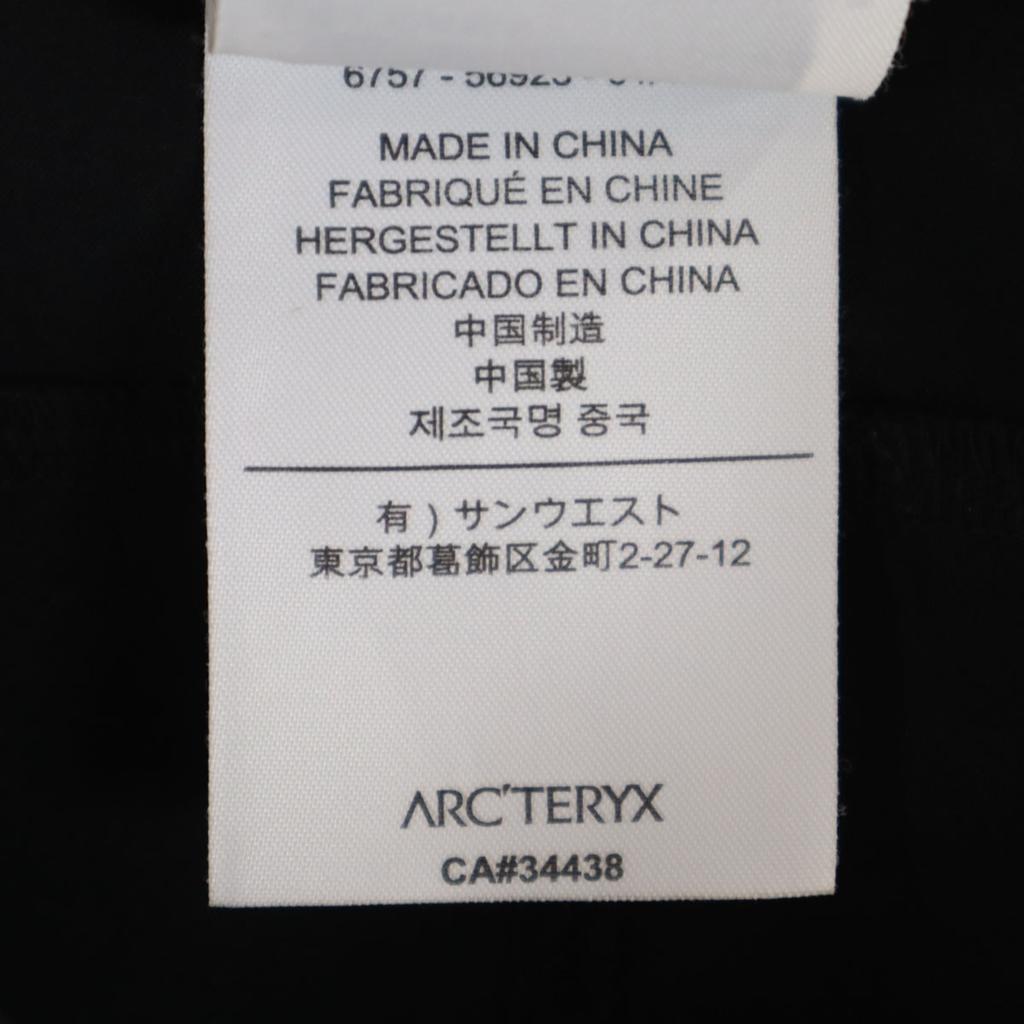 6757 - 56923
MADE IN CHINA
FABRIQUÉ EN CHINE
HERGESTELLT IN CHINA
FABRICADO EN CHINA
中国制造
中国製
제조국명 중국
有）サンウエスト
東京都葛飾区金町2-27-12
ARC'TERYX
CA#34438